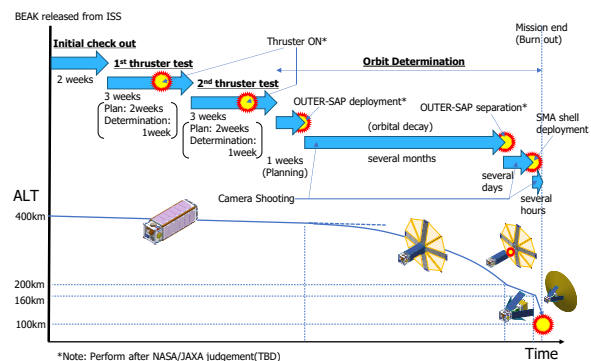 BEAK released from ISS
Mission end
(Burn out)
Initial check out
2 weeks
1st thruster test
Thruster ON*
3 weeks
Plan: 2weeks
Determination:
1week
2nd thruster test
3 weeks
Plan: 2weeks
Determination:
1week
Orbit Determination
OUTER-SAP deployment*
OUTER-SAP separation*
SMA shell
deployment
1 weeks
(Planning)
(orbital decay)
several months
several
days
several
hours
Camera Shooting
ALT
400km
200km
160km
100km
Time
*Note: Perform after NASA/JAXA judgement(TBD)